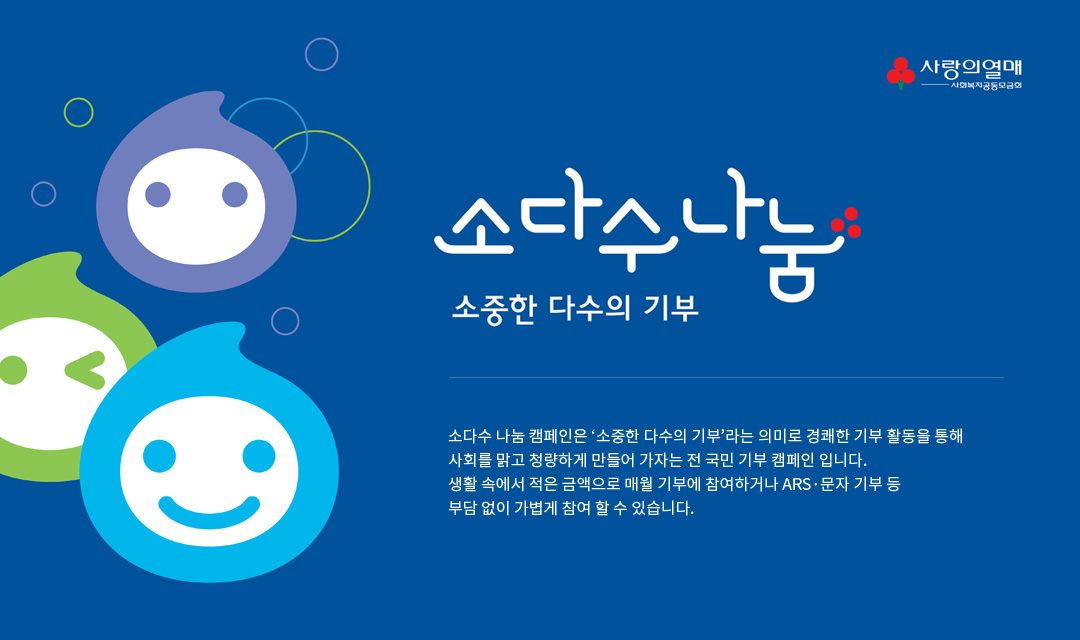 사랑의열매
사회복지공동모금회
소다수나눔
소중한 다수의 기부
소다수 나눔 캠페인은 ‘소중한 다수의 기부’라는 의미로 경쾌한 기부 활동을 통해
사회를 맑고 청량하게 만들어 가자는 전 국민 기부 캠페인 입니다.
생활 속에서 적은 금액으로 매월 기부에 참여하거나 ARS·문자 기부 등
부담 없이 가볍게 참여 할 수 있습니다.